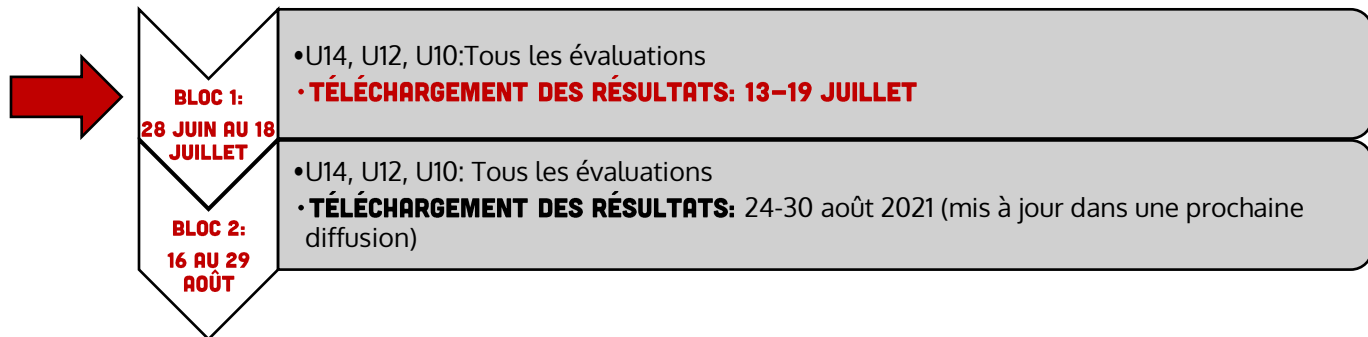 BLOC 1:
28 JUIN AU 18
JUILLET
•U14, U12, U10:Tous les évaluations
•TÉLÉCHARGEMENT DES RÉSULTATS: 13-19 JUILLET
BLOC 2:
16 AU 29
AOÛT
•U14, U12, U10: Tous les évaluations
•TÉLÉCHARGEMENT DES RÉSULTATS: 24-30 août 2021 (mis à jour dans une prochaine
diffusion)